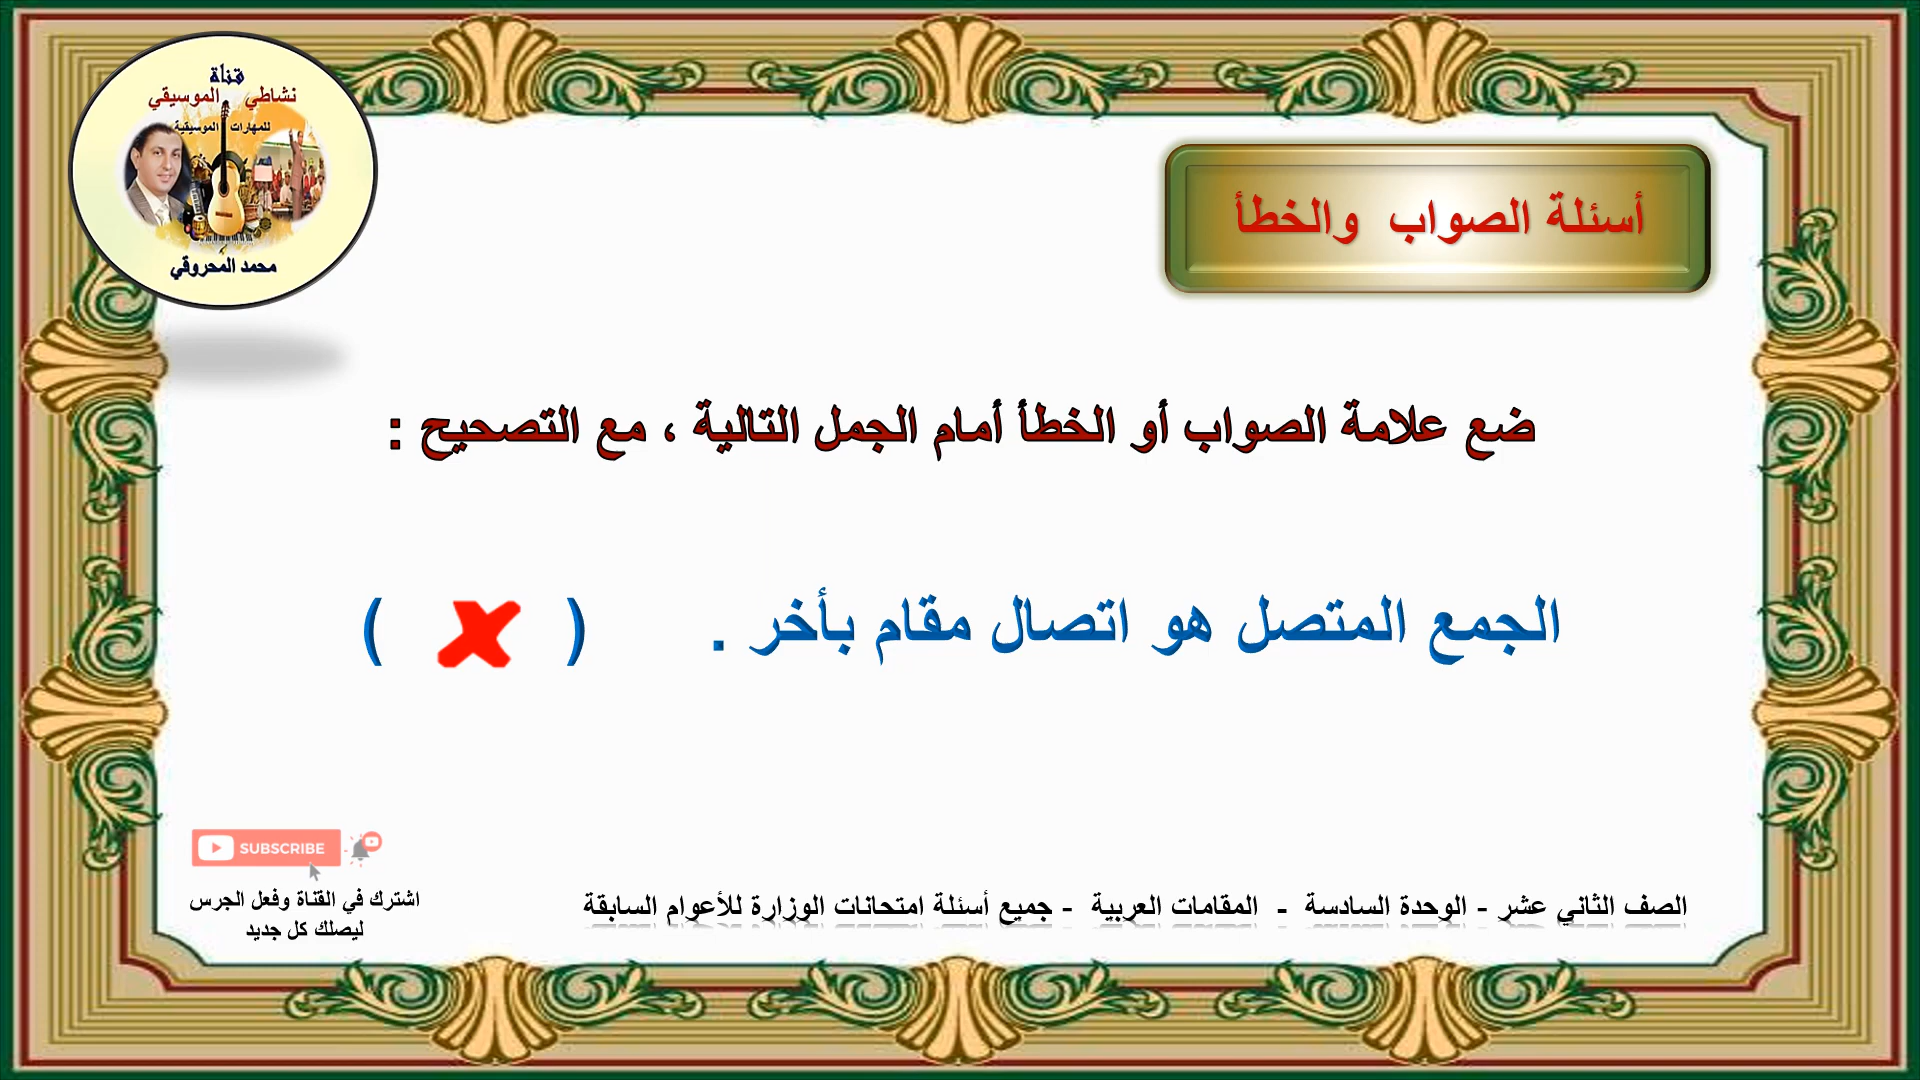 قناة
نشاطي الموسيقي
للمهارات الموسيقية
محمد المحروقي
أسئلة الصواب والخطأ
ضع علامة الصواب أو الخطأ أمام الجمل التالية ، مع التصحيح :
الجمع المتصل هو اتصال مقام بأخر . ( ✘ )
SUBSCRIBE
اشترك في القناة وفعل الجرس
ليصلك كل جديد
الصف الثاني عشر - الوحدة السادسة - المقامات العربية - جميع أسئلة امتحانات الوزارة للأعوام السابقة